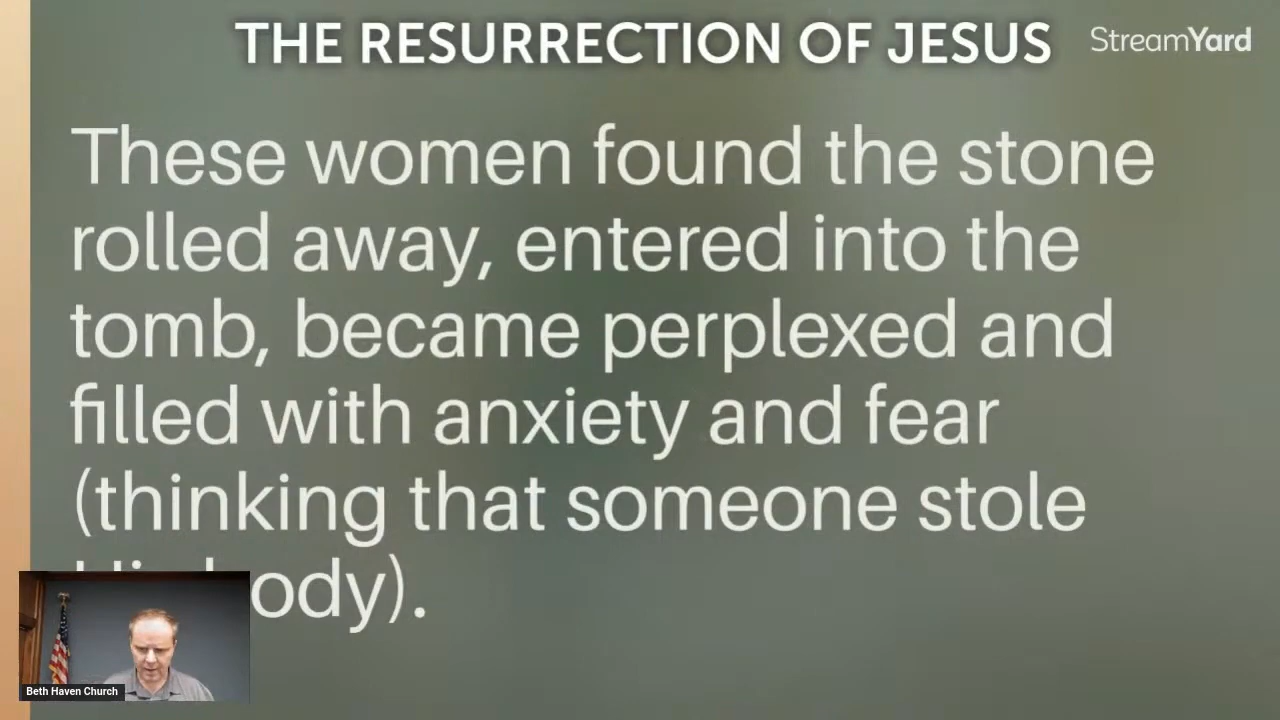 THE RESURRECTION OF JESUS
StreamYard
These women found the stone
rolled away, entered into the
tomb, became perplexed and
filled with anxiety and fear
(thinking that someone stole
body).
Beth Haven Church